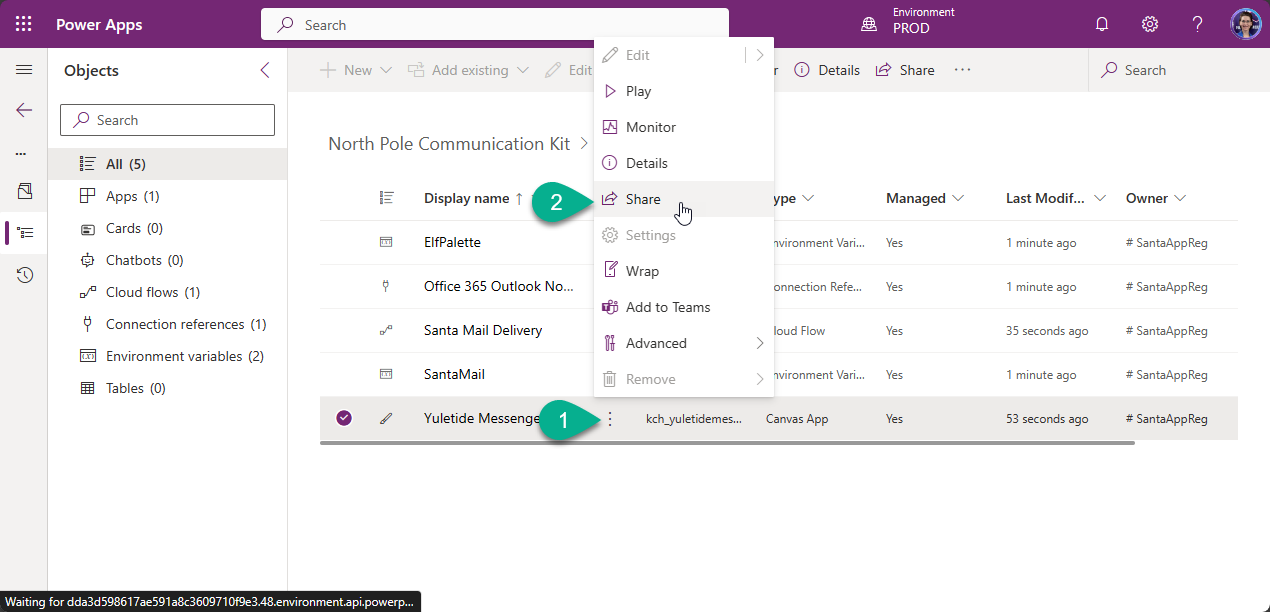 Power Apps
Search
Environment
PROD
Objects
Search
All (5)
Apps (1)
Cards (0)
Chatbots (0)
Cloud flows (1)
Connection references (1)
Environment variables (2)
Tables (0)
New
Add existing
Edit
r
Details
Share
...
Search
North Pole Communication Kit >
Edit
Play
Monitor
Details
Share
Settings
Wrap
Add to Teams
Advanced
Remove
Display name ↑
ype
Managed
Last Modif...
Owner
ElfPalette
nvironment Vari...
Yes
1 minute ago
# SantaAppReg
Office 365 Outlook No...
onnection Refe...
Yes
1 minute ago
# SantaAppReg
Santa Mail Delivery
loud Flow
Yes
35 seconds ago
# SantaAppReg
SantaMail
nvironment Vari...
Yes
1 minute ago
# SantaAppReg
Yuletide Messenge
kch_yuletidemes...
Canvas App
Yes
53 seconds ago
# SantaAppReg
2
1
Waiting for dda3d598617ae591a8c3609710f9e3.48.environment.api.powerp...